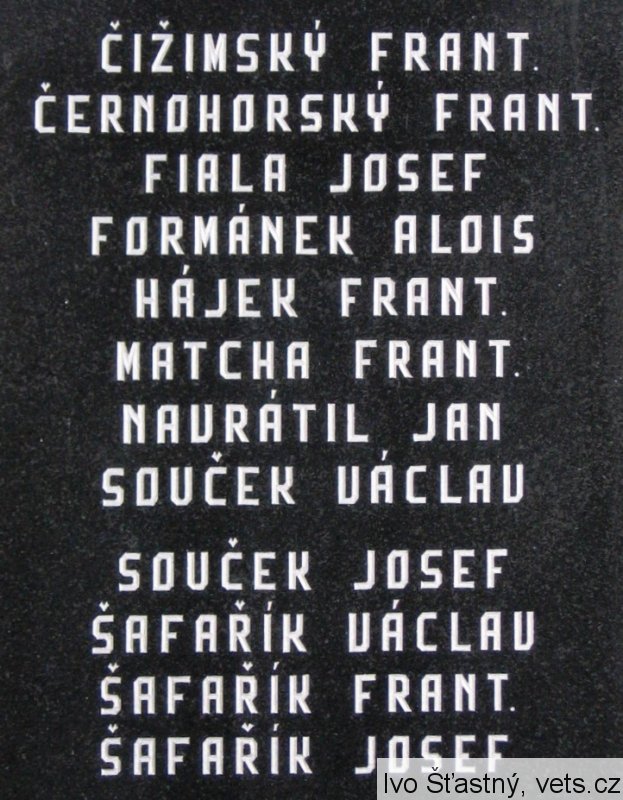 ČIŽIMSKÝ FRANT.
ČERNOHORSKÝ FRANT.
FIALA JOSEF
FORMÁNEK ALOIS
HÁJEK FRANT.
MATCHA FRANT.
NAVRÁTIL JAN
SOUČEK VÁCLAV
SOUČEK JOSEF
ŠAFAŘÍK VÁCLAV
ŠAFAŘÍK FRANT.
ŠAFAŘÍK JOSEF
Ivo Šťastný, vets.cz